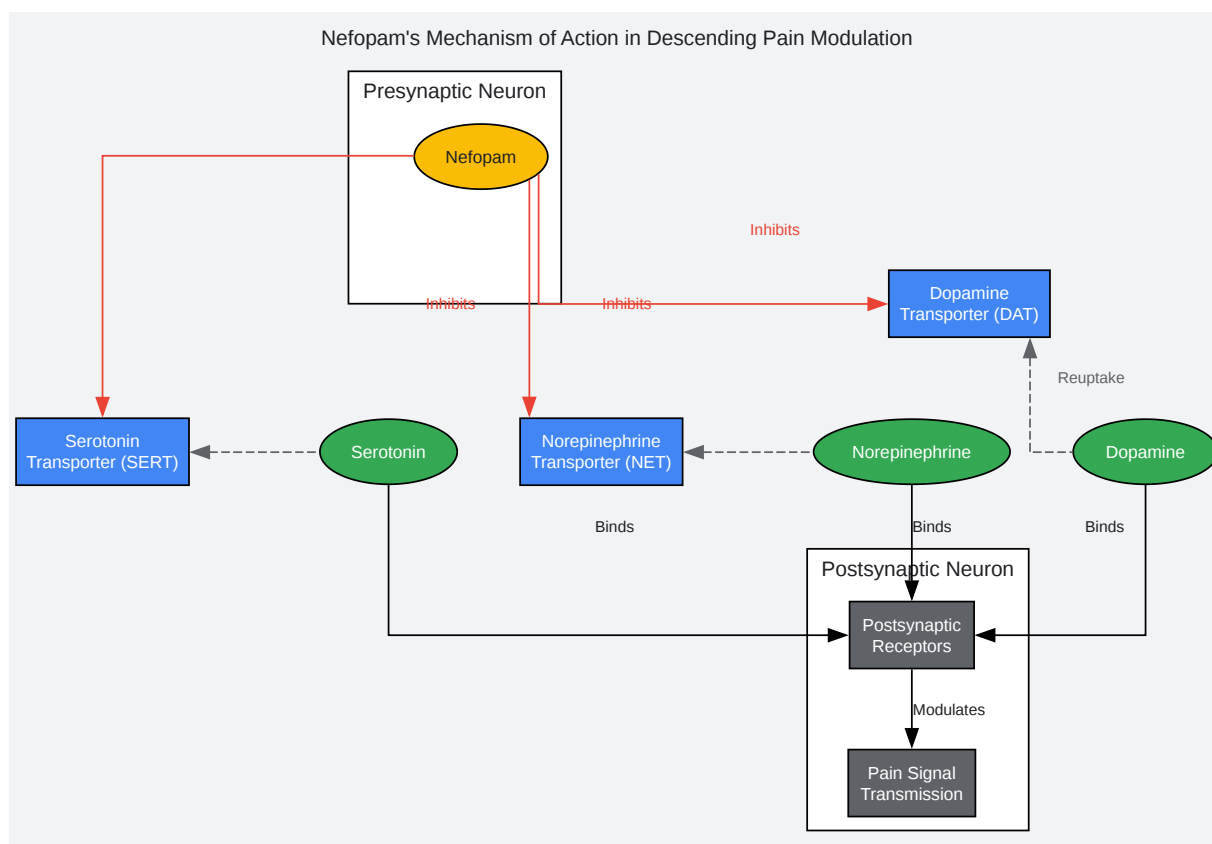 Nefopam's Mechanism of Action in Descending Pain Modulation
Presynaptic Neuron
Nefopam
Inhibits
Inhibits
Inhibits
Dopamine
Transporter (DAT)
Reuptake
Serotonin
Transporter (SERT)
Serotonin
Norepinephrine
Transporter (NET)
Norepinephrine
Dopamine
Binds
Binds
Binds
Postsynaptic Neuron
Postsynaptic
Receptors
Modulates
Pain Signal
Transmission